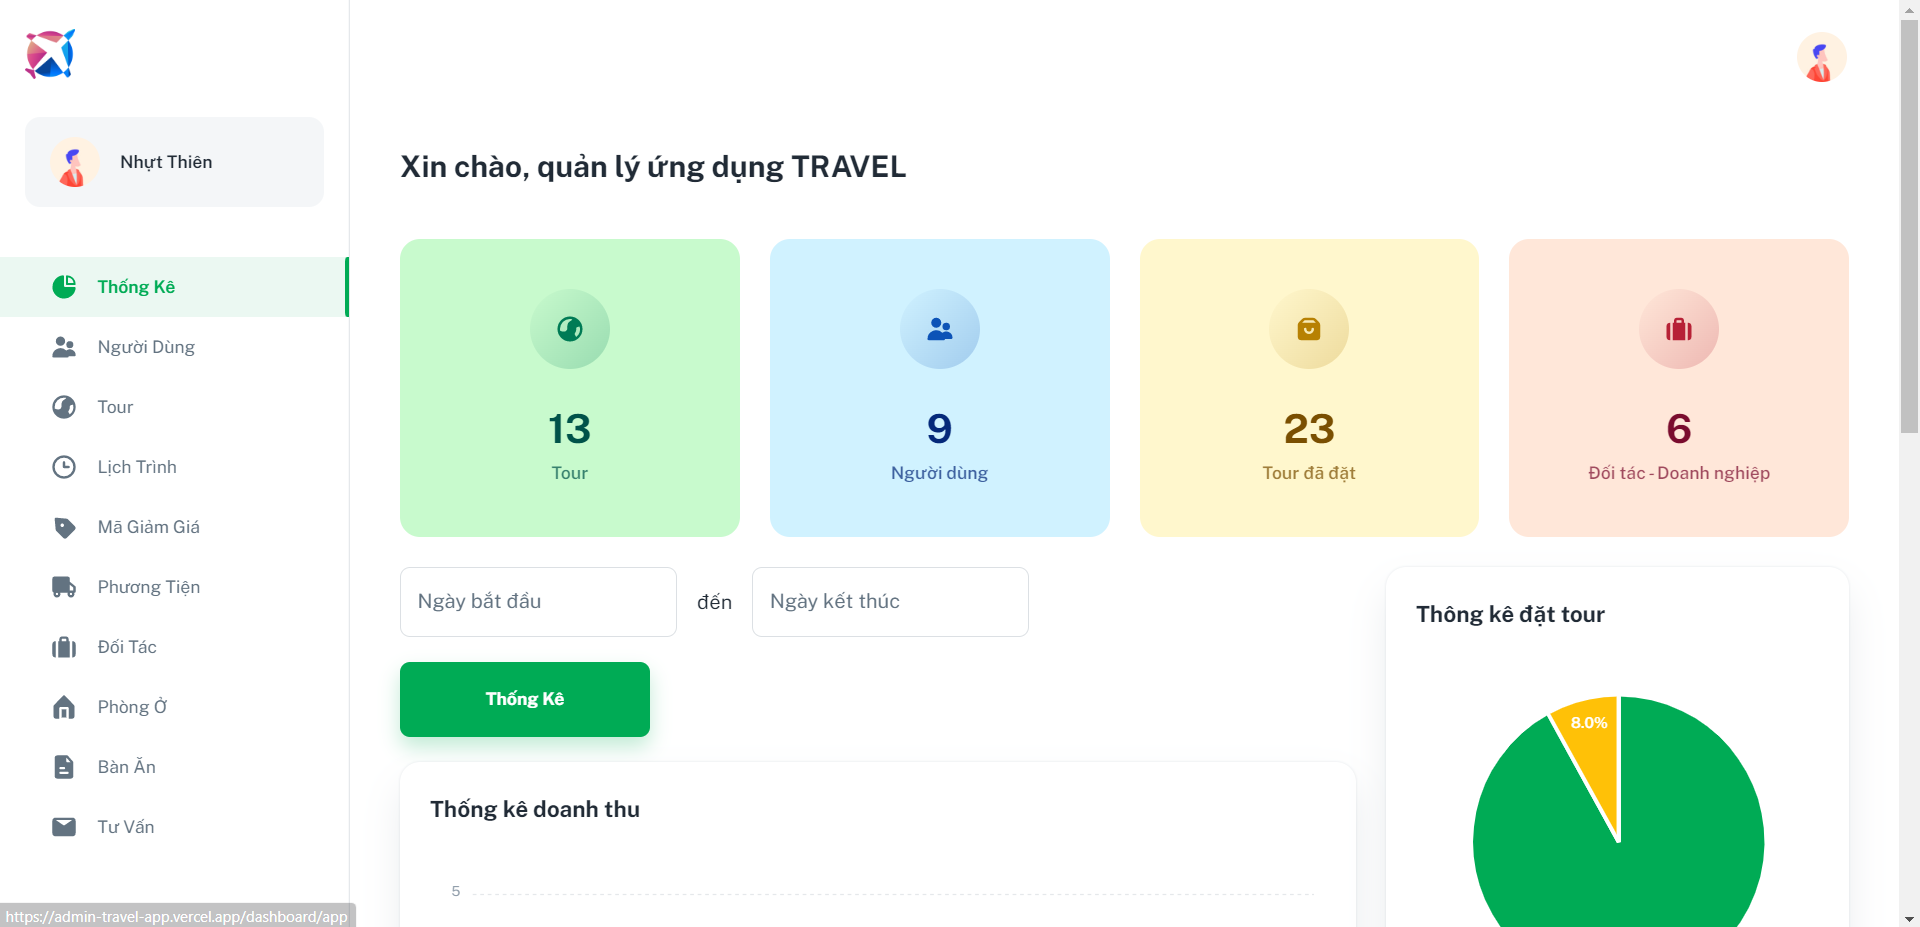 Nhựt Thiên
Thống Kê
Người Dùng
Tour
Lịch Trình
Mã Giảm Giá
Phương Tiện
Đối Tác
Phòng Ở
Bàn Ăn
Tư Vấn
https://admin-travel-app.vercel.app/dashboard/app
Xin chào, quản lý ứng dụng TRAVEL
13
Tour
9
Người dùng
23
Tour đã đặt
6
Đối tác - Doanh nghiệp
Ngày bắt đầu đến Ngày kết thúc
Thống Kê
Thống kê doanh thu
5
Thông kê đặt tour
8.0%